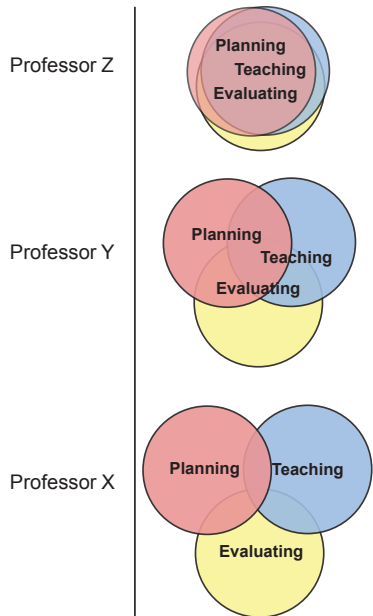 Professor Z
Planning
Teaching
Evaluating
Professor Y
Planning
Teaching
Evaluating
Professor X
Planning
Teaching
Evaluating